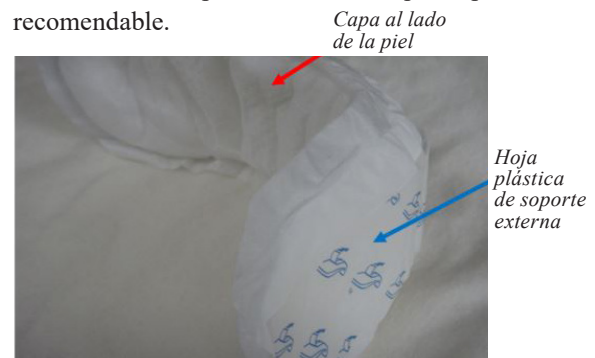 recomendable.
Capa al lado
de la piel
Hoja
plástica
de soporte
externa